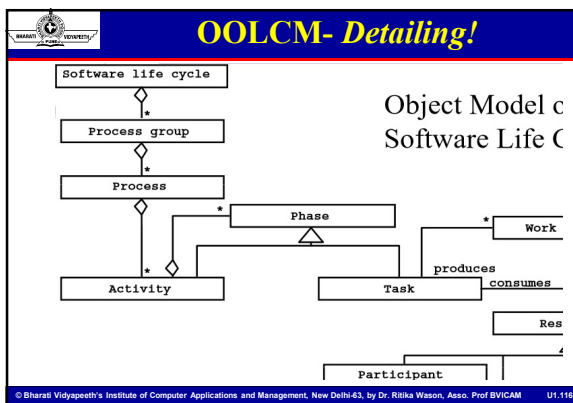 BHARATI VIDYAPEETH
PUNE
OOLCM- Detailing!
Object Model o
Software Life C
Software life cycle
*
Process group
*
Process
*
Phase
*
Work
*
Activity
Task
produces
consumes
Res
Participant
© Bharati Vidyapeeth's Institute of Computer Applications and Management, New Delhi-63, by Dr. Ritika Wason, Asso. Prof BVICAM U1.116